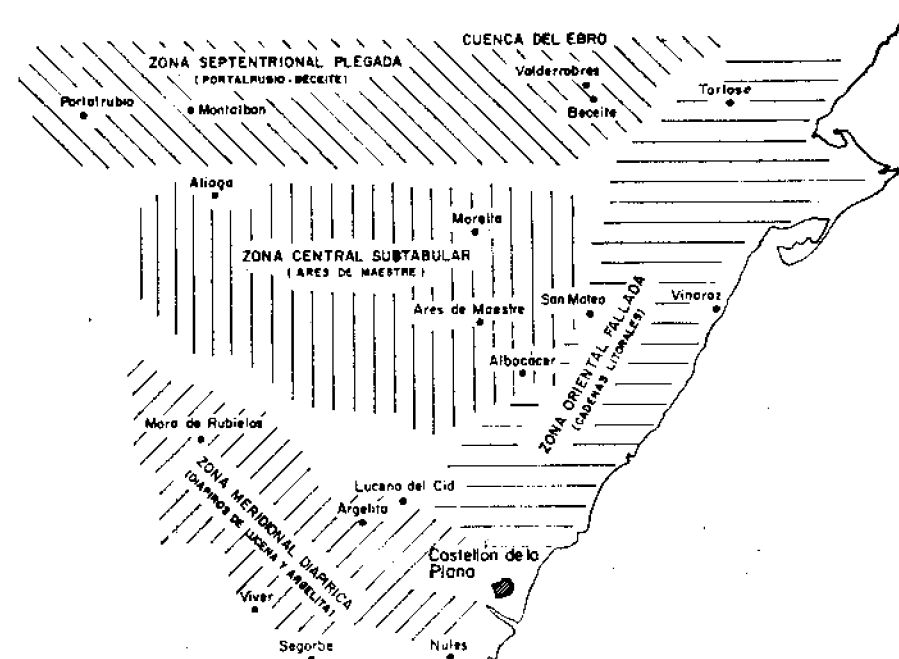 CUENCA DEL EBRO
ZONA SEPTENTRIONAL PLEGADA
(PORTALRUBIO-BECEITE)
Valderrobres
Portalrubio
Montalban
Beceite
Tortosa
Aliaga
Morella
ZONA CENTRAL SUBTABULAR
(ARES DE MAESTRE)
San Mateo
Vinaroz
Ares de Maestre
ZONA ORIENTAL FALLADA
(CADENAS LITORALES)
Albocácer
Mora de Rubielos
ZONA MERIDIONAL DIAPIRICA
(DIAPIROS DE LUCENA Y ARGELITA)
Lucena del Cid
Argelita
Castellón de la
Plana
Viver
Segorbe
Nules